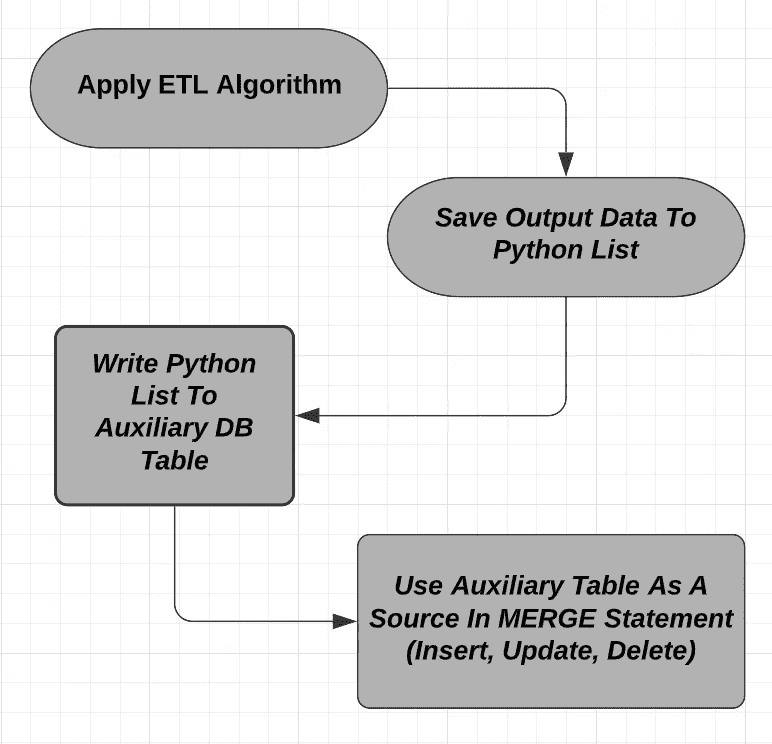 Apply ETL Algorithm
Save Output Data To
Python List
Write Python
List To
Auxiliary DB
Table
Use Auxiliary Table As A
Source In MERGE Statement
(Insert, Update, Delete)